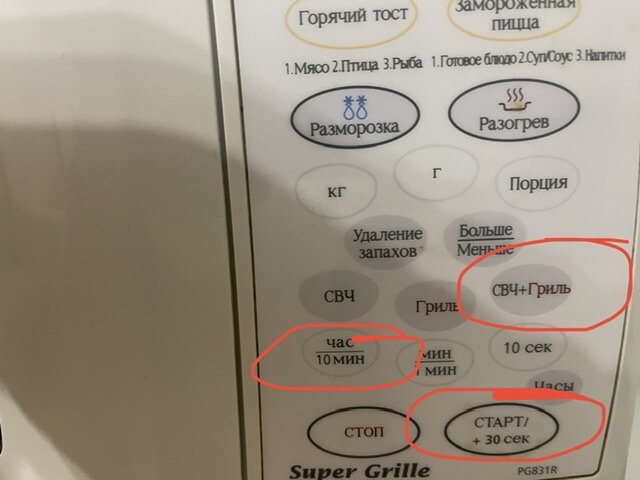 Горячий тост
Замороженная
пицца
1.Мясо 2.Птица 3.Рыба
1.Готовое блюдо 2.Суп/Соус 3.Напитки
Разморозка
Разогрев
кг
г
Порция
Удаление
запахов
Больше
Меньше
СВЧ
Гриль
СВЧ+Гриль
час
10 мин
мин
мин
10 сек
Часы
СТОП
СТАРТ/
+ 30 сек
Super Grille
PG831R